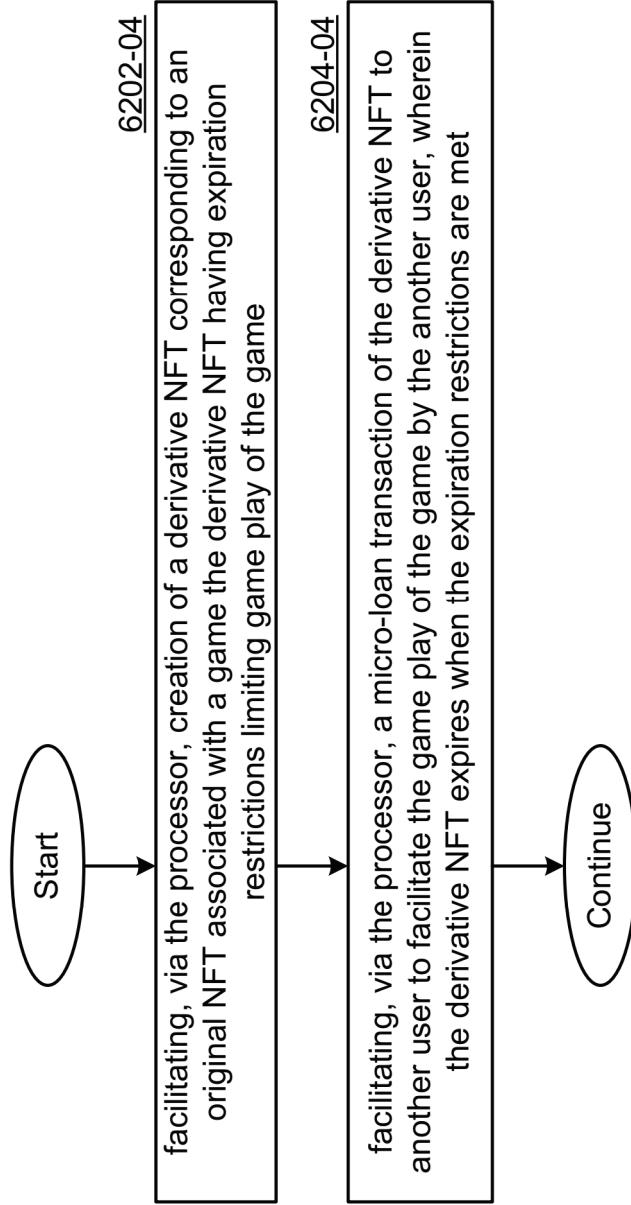 Start
6202-04
facilitating, via the processor, creation of a derivative NFT corresponding to an
original NFT associated with a game the derivative NFT having expiration
restrictions limiting game play of the game
6204-04
facilitating, via the processor, a micro-loan transaction of the derivative NFT to
another user to facilitate the game play of the game by the another user, wherein
the derivative NFT expires when the expiration restrictions are met
Continue